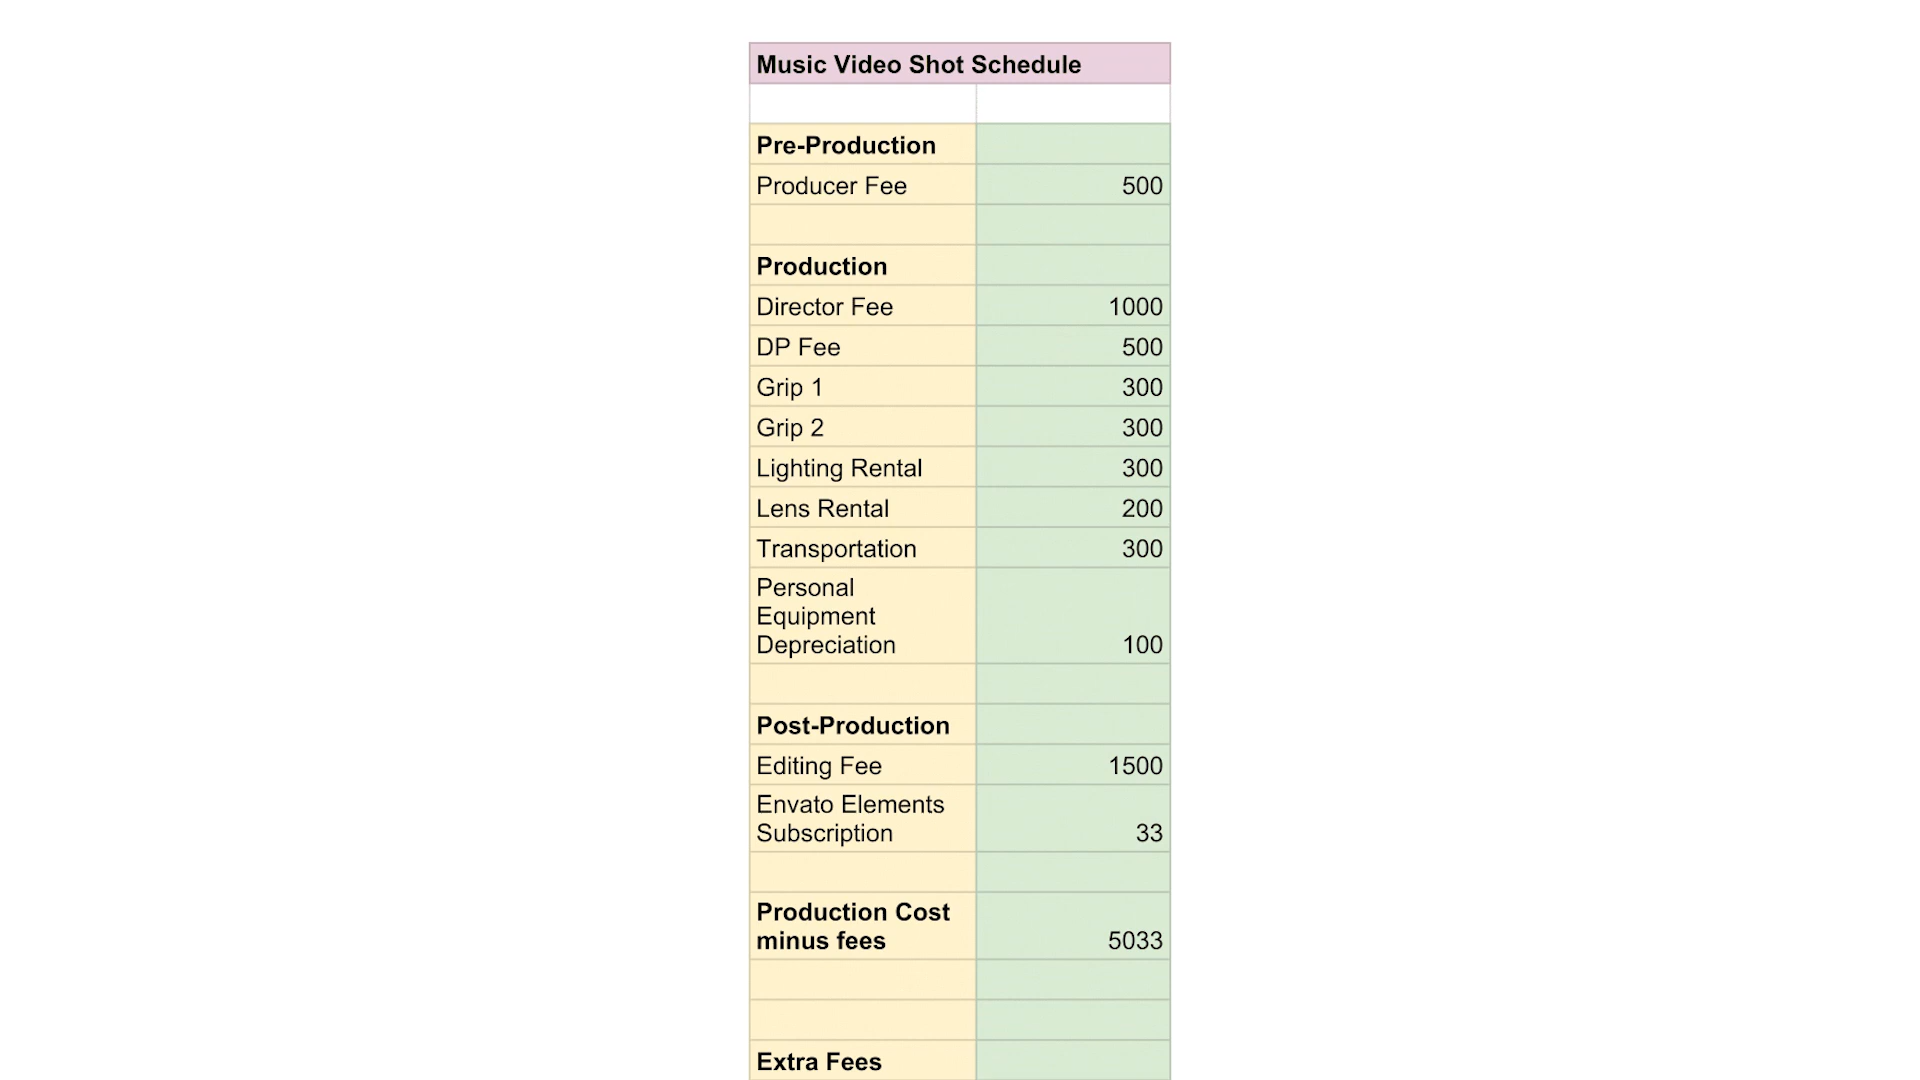 Music Video Shot Schedule
Pre-Production
Producer Fee 500
Production
Director Fee 1000
DP Fee 500
Grip 1 300
Grip 2 300
Lighting Rental 300
Lens Rental 200
Transportation 300
Personal
Equipment
Depreciation 100
Post-Production
Editing Fee 1500
Envato Elements
Subscription 33
Production Cost
minus fees 5033
Extra Fees